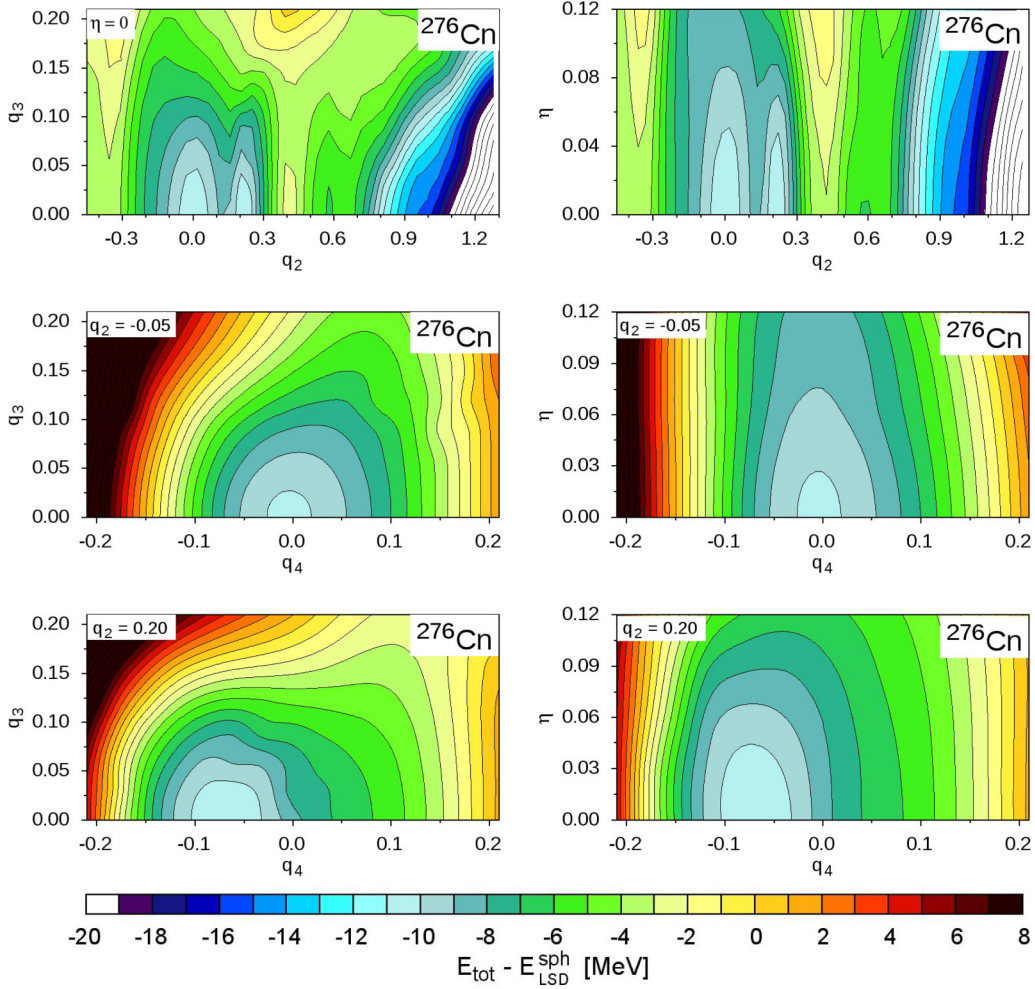 η = 0
276Cn
0.20
0.15
0.10
0.05
0.00
q3
-0.3 0.0 0.3 0.6 0.9 1.2
q2
276Cn
0.12
0.08
0.04
0.00
η
-0.3 0.0 0.3 0.6 0.9 1.2
q2
q2 = -0.05
276Cn
0.20
0.15
0.10
0.05
0.00
q3
-0.2 -0.1 0.0 0.1 0.2
q4
q2 = -0.05
276Cn
0.12
0.09
0.06
0.03
0.00
η
-0.2 -0.1 0.0 0.1 0.2
q4
q2 = 0.20
276Cn
0.20
0.15
0.10
0.05
0.00
q3
-0.2 -0.1 0.0 0.1 0.2
q4
q2 = 0.20
276Cn
0.12
0.09
0.06
0.03
0.00
η
-0.2 -0.1 0.0 0.1 0.2
q4
-20 -18 -16 -14 -12 -10 -8 -6 -4 -2 0 2 4 6 8
Etot - E sph LSD [MeV]